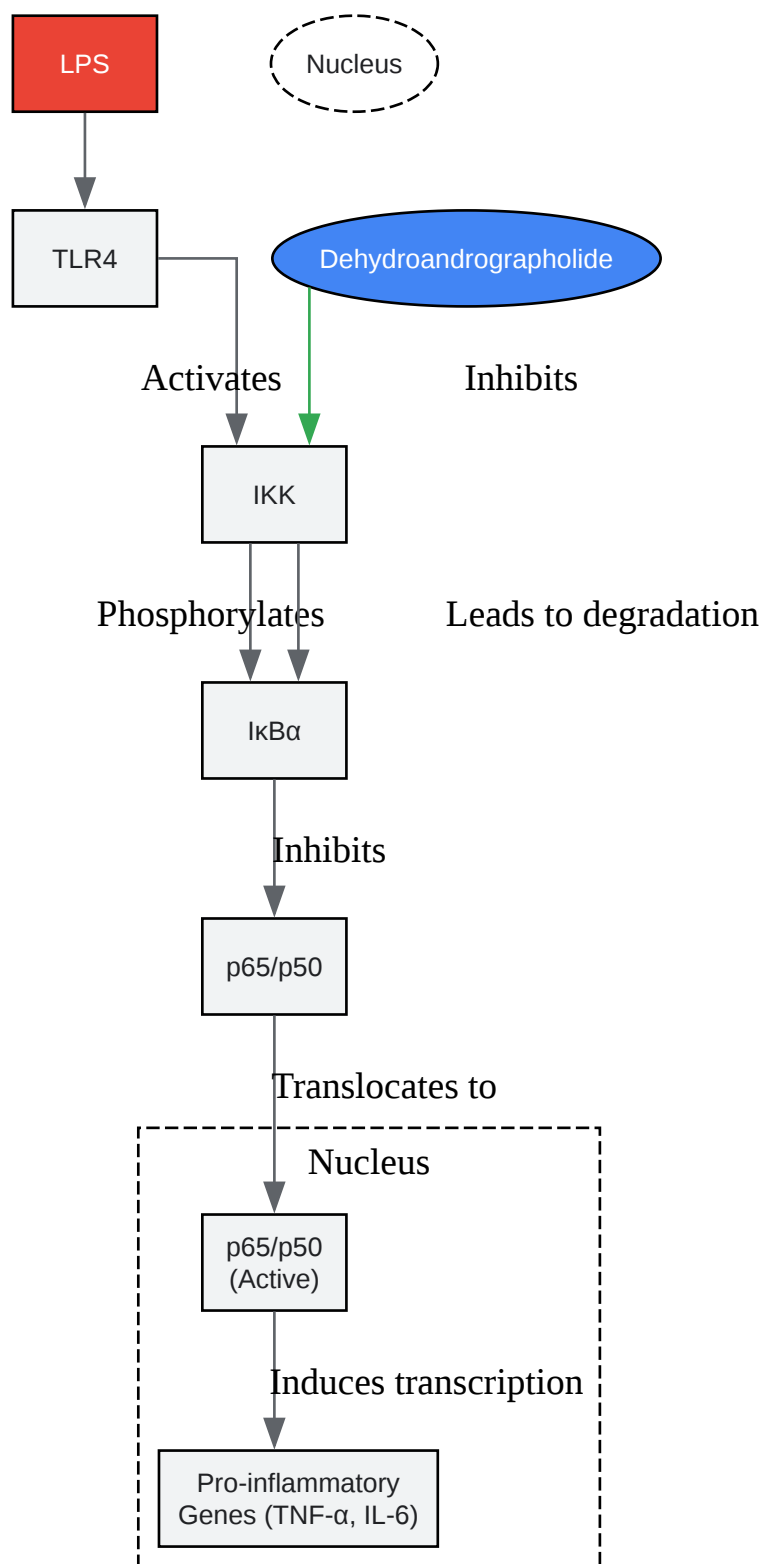 LPS
Nucleus
TLR4
Dehydroandrographolide
Activates
Inhibits
IKK
Phosphorylates
Leads to degradation
IκBα
Inhibits
p65/p50
Translocates to
Nucleus
p65/p50
(Active)
Induces transcription
Pro-inflammatory
Genes (TNF-α, IL-6)